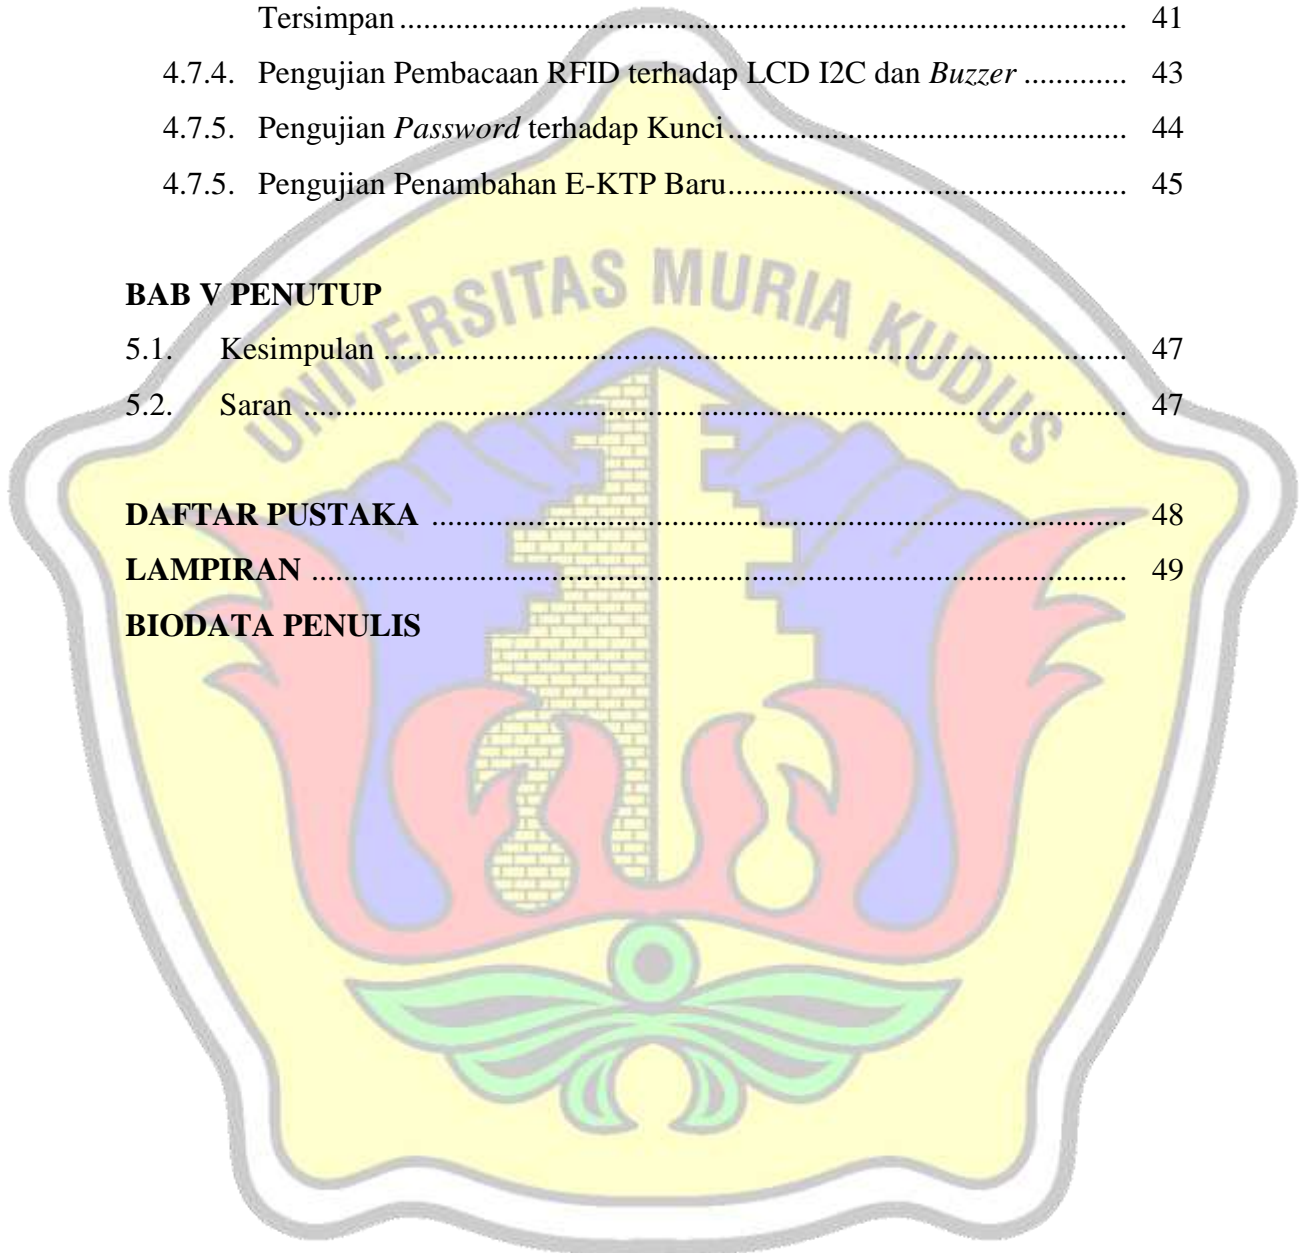 Tersimpan ........ 41
4.7.4. Pengujian Pembacaan RFID terhadap LCD I2C dan Buzzer ........ 43
4.7.5. Pengujian Password terhadap Kunci ........ 44
4.7.5. Pengujian Penambahan E-KTP Baru ........ 45
UNIVERSITAS MURIA KUDUS
BAB V PENUTUP
5.1. Kesimpulan ........ 47
5.2. Saran ........ 47
DAFTAR PUSTAKA ........ 48
LAMPIRAN ........ 49
BIODATA PENULIS